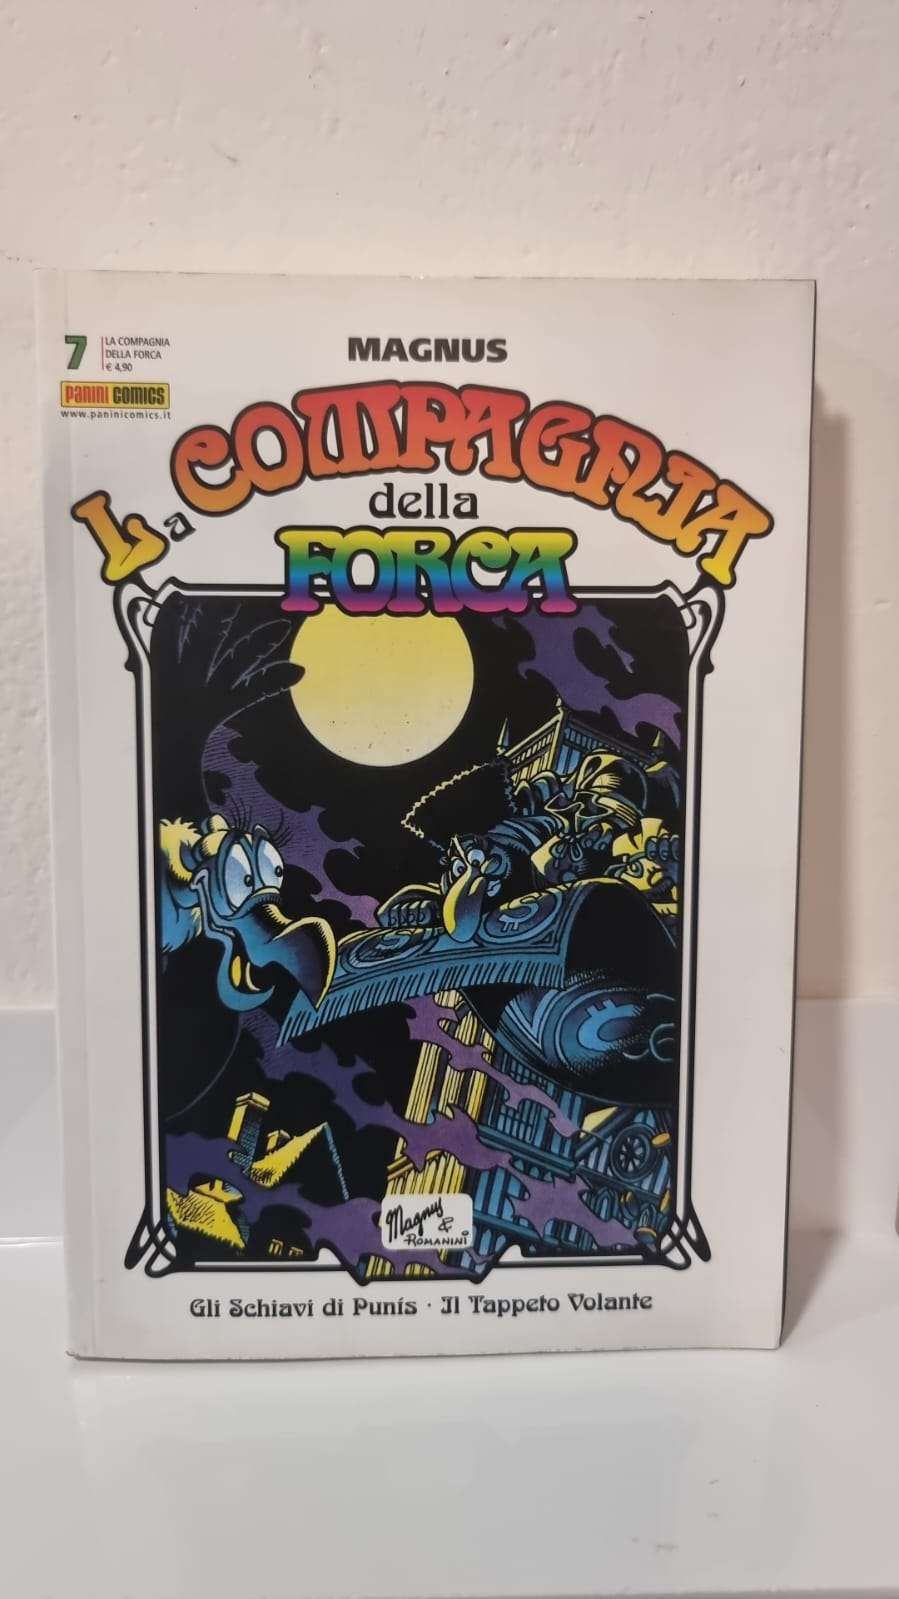 7
LA COMPAGNIA
DELLA FORCA
€ 4,90
PANINI COMICS
www.paninicomics.it
MAGNUS
La COMPAGNIA
della
FORCA
Magnus &
ROMANINI
Gli Schiavi di Punís · Il Tappeto Volante